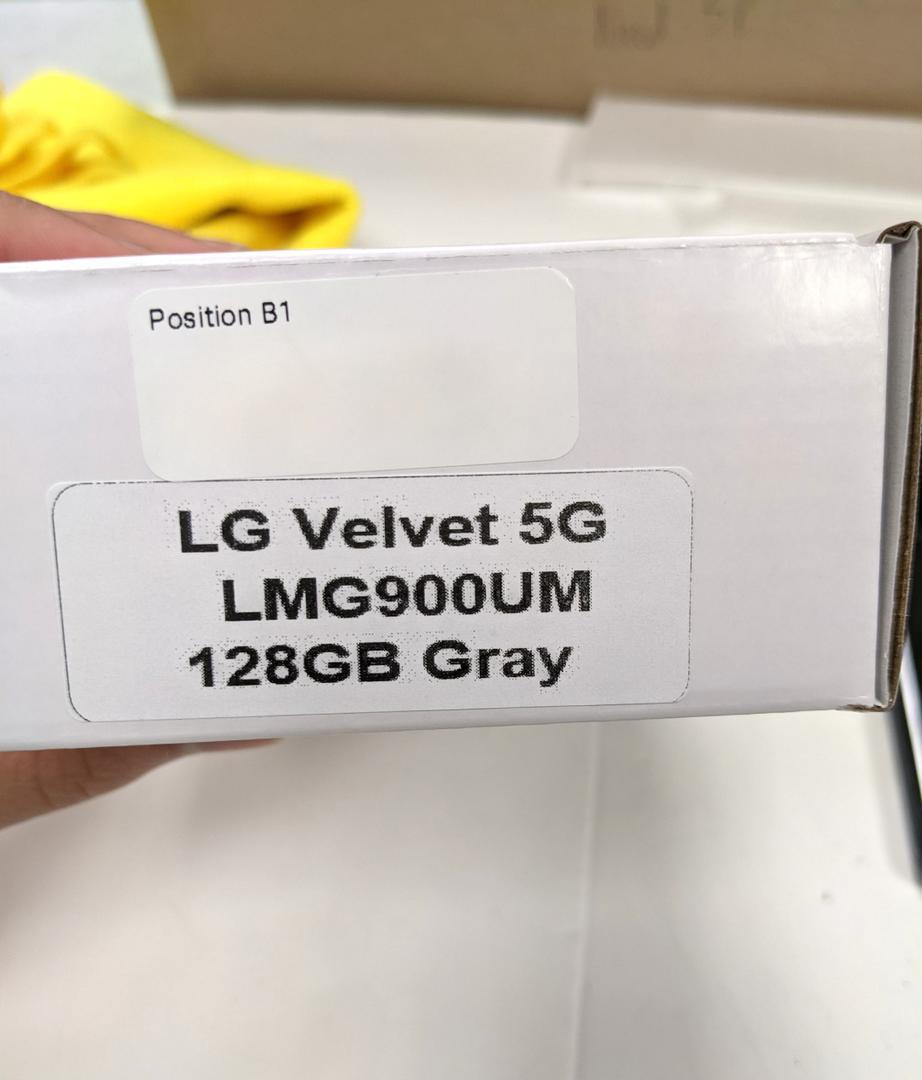 Position B1
LG Velvet 5G
LMG900UM
128GB Gray